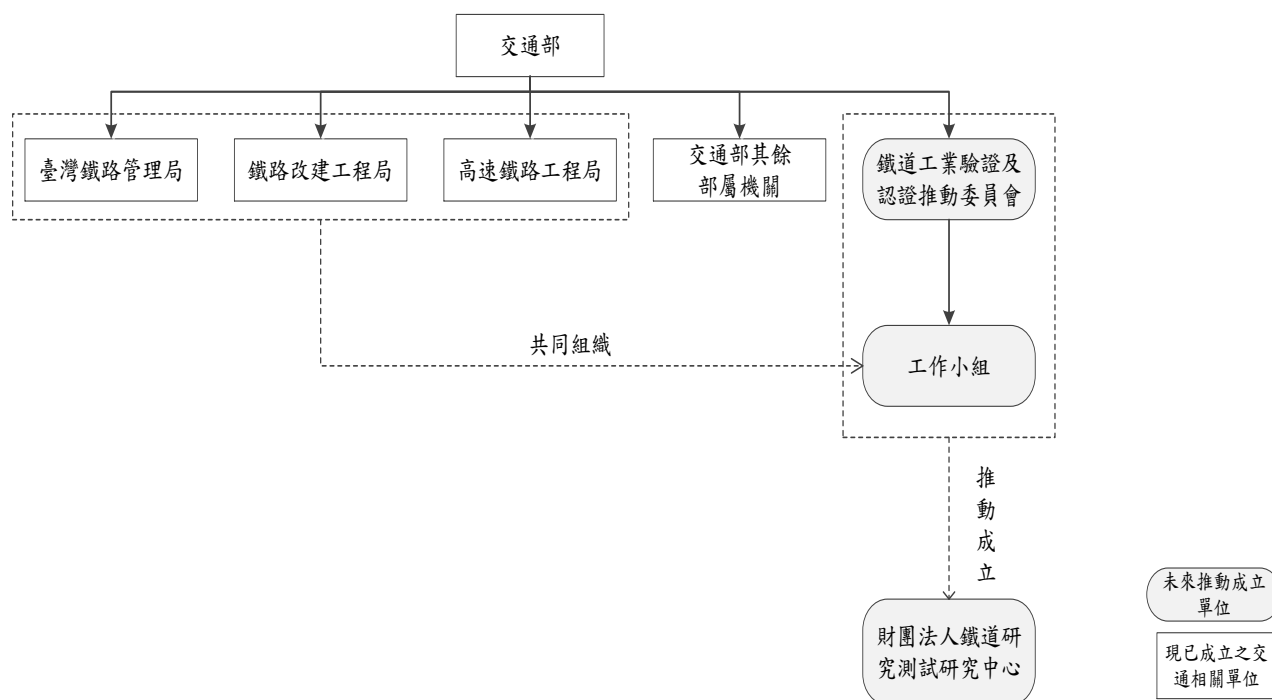 交通部
臺灣鐵路管理局
鐵路改建工程局
高速鐵路工程局
交通部其餘
部屬機關
鐵道工業驗證及
認證推動委員會
共同組織
工作小組
推動成立
財團法人鐵道研
究測試研究中心
未來推動成立
單位
現已成立之交
通相關單位